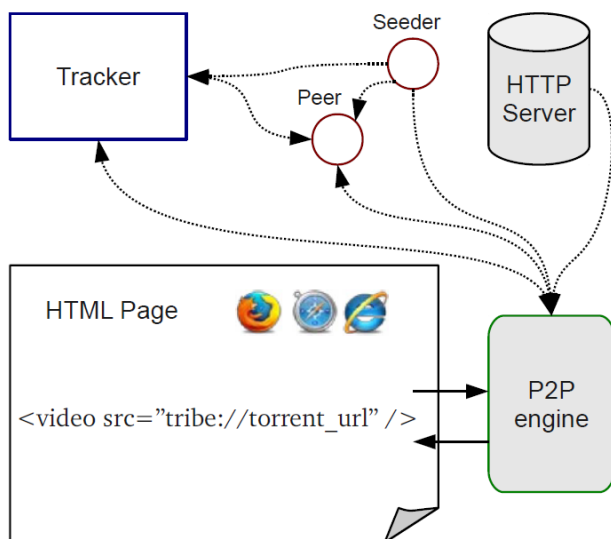 Seeder
Tracker
Peer
HTTP
Server
HTML Page
<video src=”tribe://torrent_url” />
P2P
engine